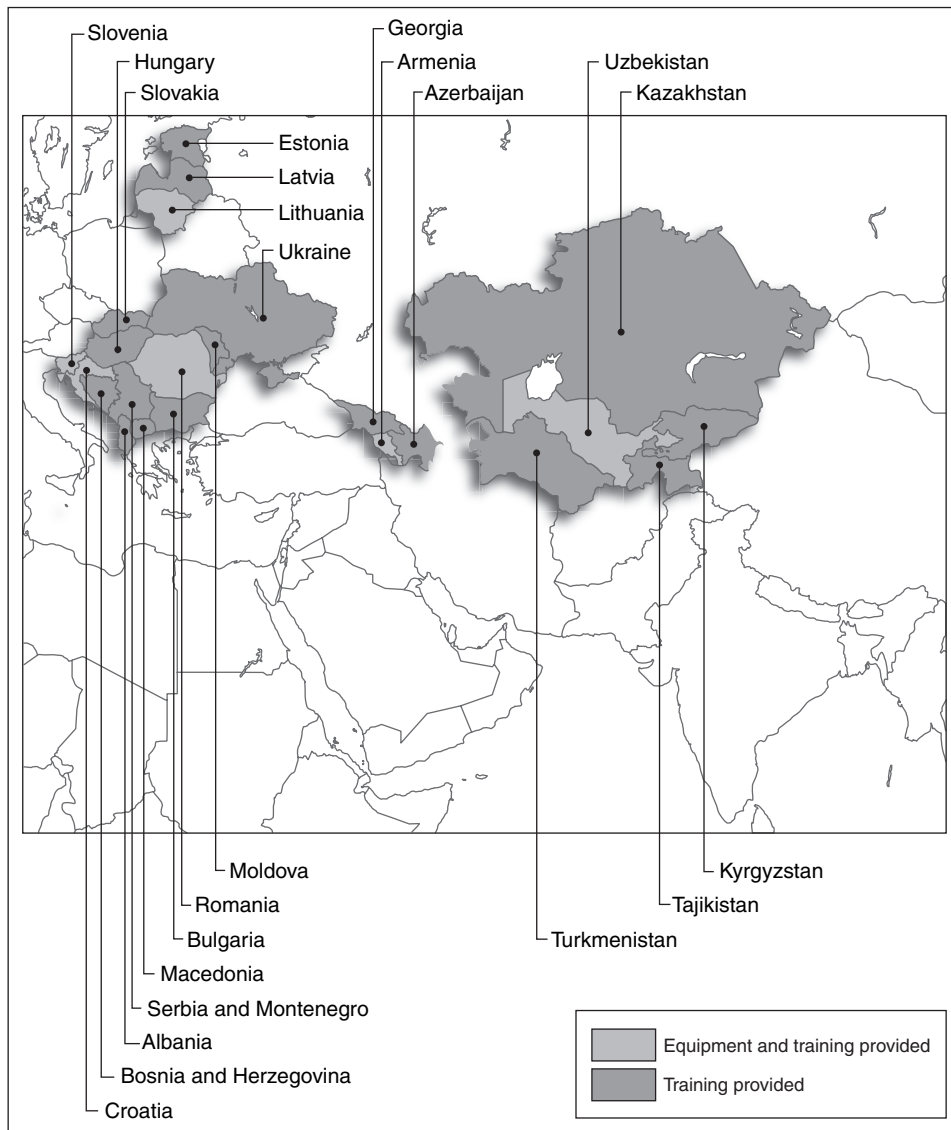 Slovenia
Hungary
Slovakia
Georgia
Armenia
Azerbaijan
Uzbekistan
Kazakhstan
Estonia
Latvia
Lithuania
Ukraine
Moldova
Romania
Bulgaria
Macedonia
Serbia and Montenegro
Albania
Bosnia and Herzegovina
Croatia
Kyrgyzstan
Tajikistan
Turkmenistan
Equipment and training provided
Training provided